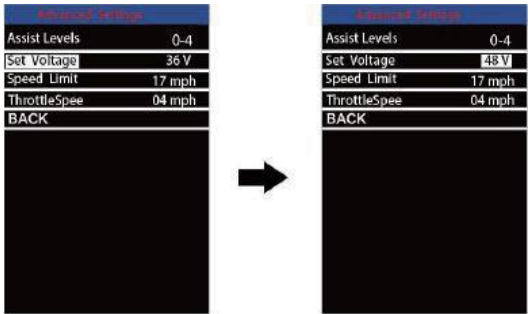 Advanced Settings
Assist Levels 0-4
Set Voltage 36 V
Speed Limit 17 mph
ThrottleSpee 04 mph
BACK
Advanced Settings
Assist Levels 0-4
Set Voltage 48 V
Speed Limit 17 mph
ThrottleSpee 04 mph
BACK